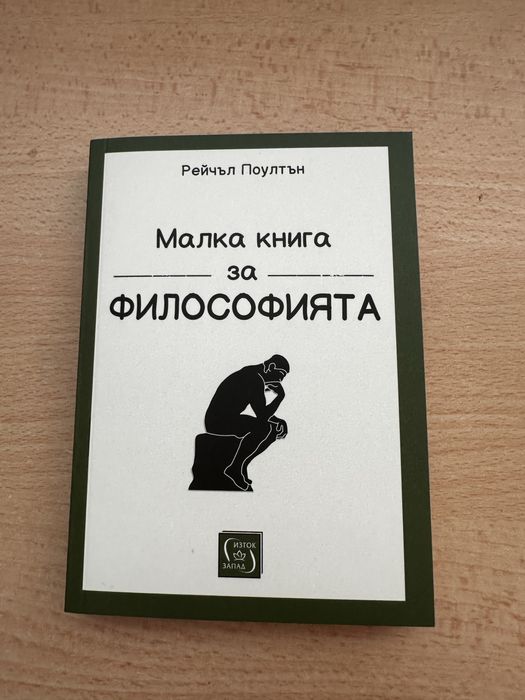 Рейчъл Поултън
Малка книга
за
ФИЛОСОФИЯТА
ИЗТОК
ЗАПАД